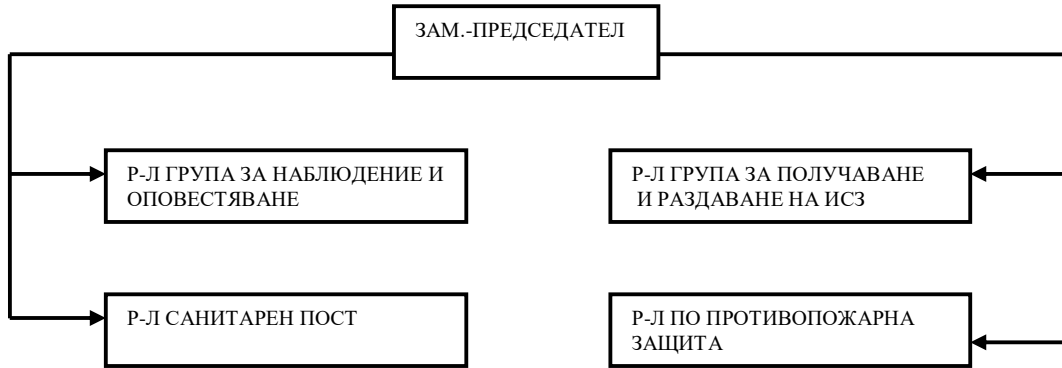 ЗАМ.-ПРЕДСЕДАТЕЛ
Р-Л ГРУПА ЗА НАБЛЮДЕНИЕ И
ОПОВЕСТЯВАНЕ
Р-Л ГРУПА ЗА ПОЛУЧАВАНЕ
И РАЗДАВАНЕ НА ИСЗ
Р-Л САНИТАРЕН ПОСТ
Р-Л ПО ПРОТИВОПОЖАРНА
ЗАЩИТА